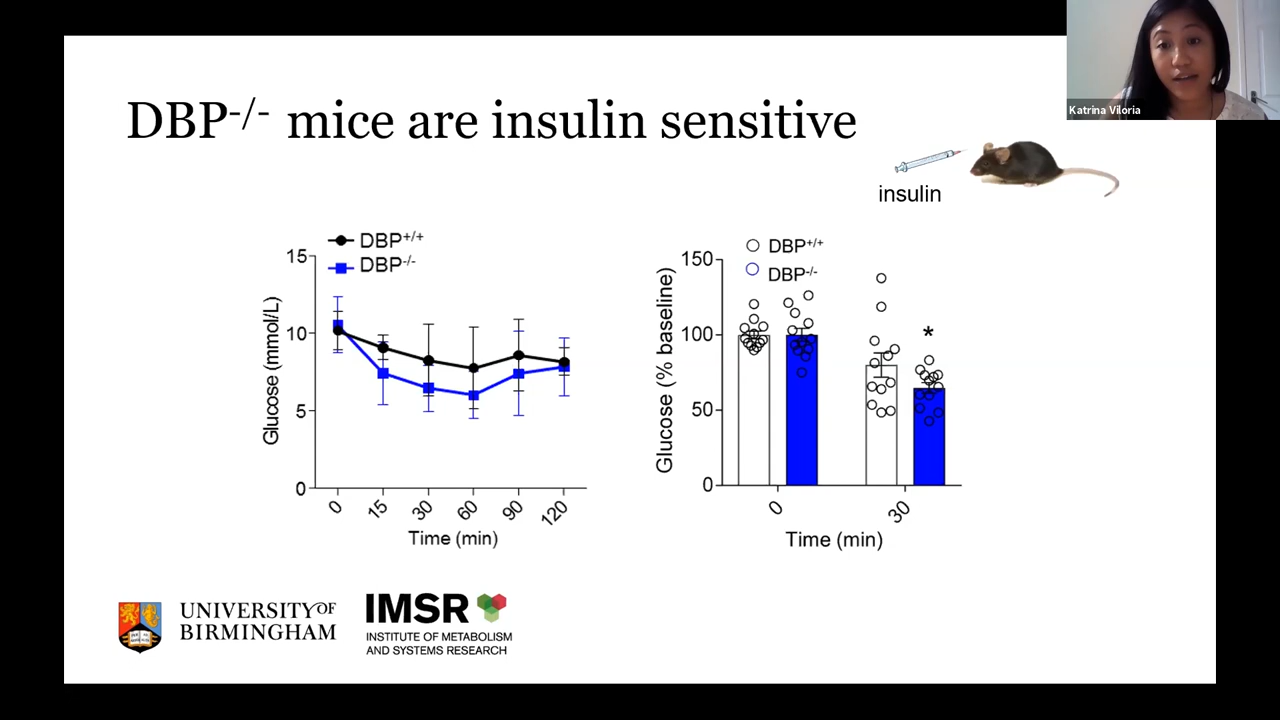 Katrina Viloria
DBP-/- mice are insulin sensitive
insulin
DBP+/+
DBP-/-
15
10
5
0
Glucose (mmol/L)
0 15 30 60 90 120
Time (min)
DBP+/+
DBP-/-
150
100
50
0
Glucose (% baseline)
*
0 30
Time (min)
UNIVERSITY OF
BIRMINGHAM
IMSR
INSTITUTE OF METABOLISM
AND SYSTEMS RESEARCH